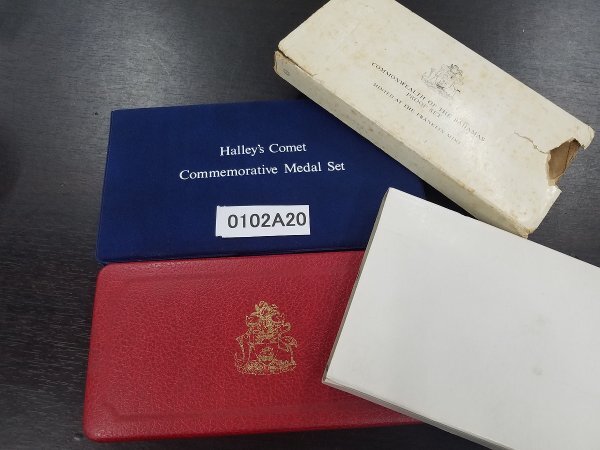 COMMONWEALTH OF THE BAHAMAS
PROOF SET
MINTED AT THE FRANKLIN MINT
Halley's Comet
Commemorative Medal Set
0102A20